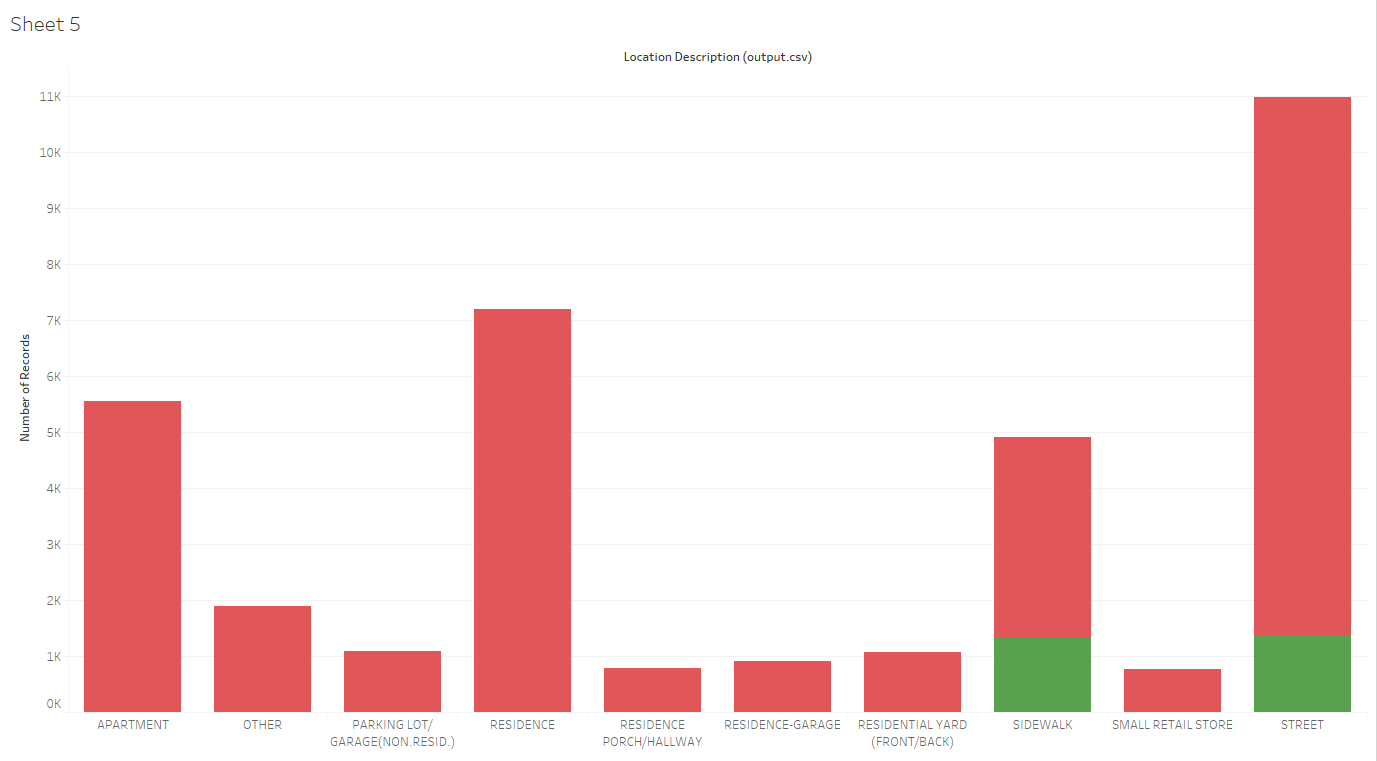 Sheet 5
Location Description (output.csv)
Number of Records
11K
10K
9K
8K
7K
6K
5K
4K
3K
2K
1K
0K
APARTMENT
OTHER
PARKING LOT/
GARAGE(NON.RESID.)
RESIDENCE
RESIDENCE
PORCH/HALLWAY
RESIDENCE-GARAGE
RESIDENTIAL YARD
(FRONT/BACK)
SIDEWALK
SMALL RETAIL STORE
STREET